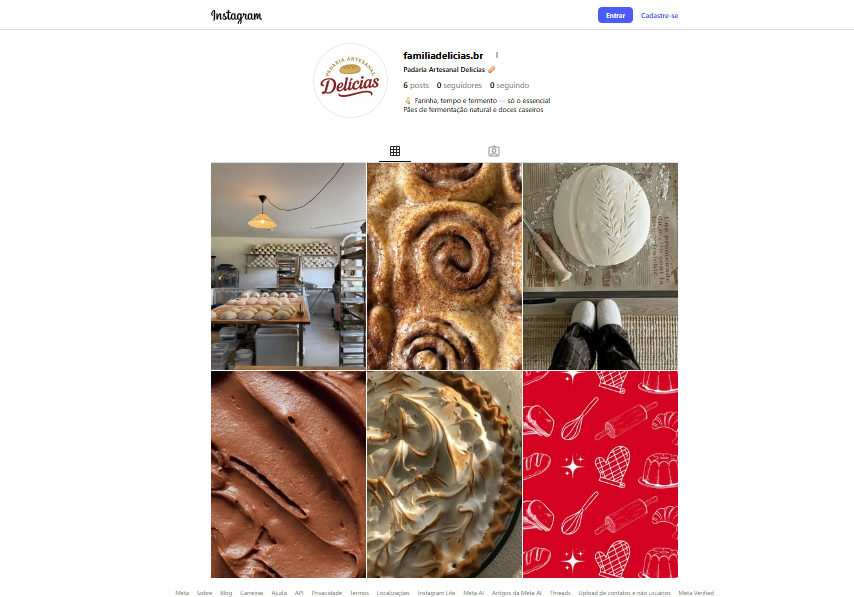 Instagram
Entrar
Cadastre-se
PADARIA ARTESANAL
Delícias
familiadelicias.br
Padaria Artesanal Delícias 🥖
6 posts 0 seguidores 0 seguindo
Farinha, tempo e fermento — só o essencial
Pães de fermentação natural e doces caseiros
Meta Sobre Blog Carreiras Ajuda API Privacidade Termos Localizações Instagram Lite Meta AI Artigos da Meta AI Threads Upload de contatos e não usuários Meta Verified